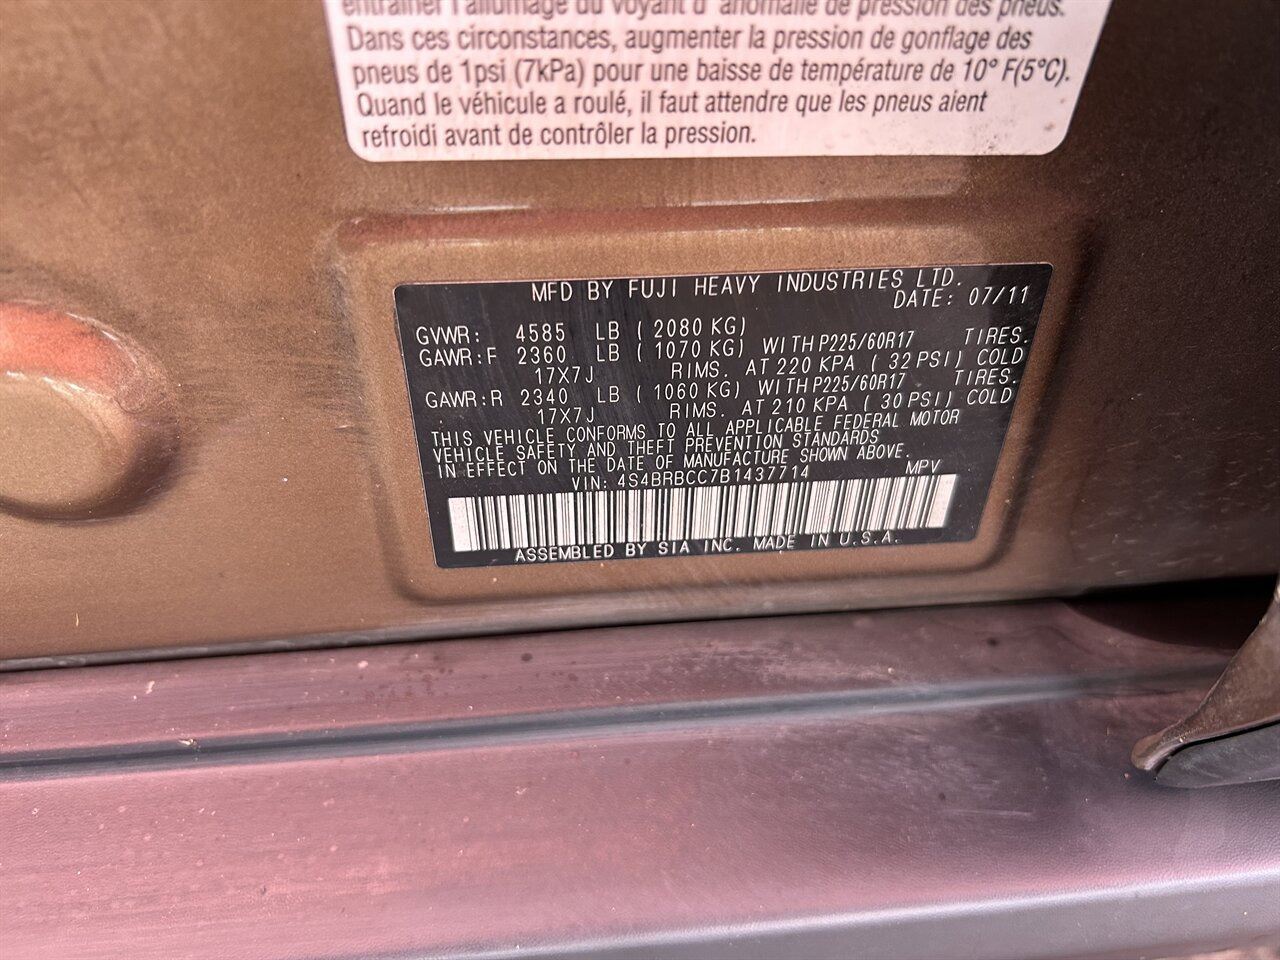 entraîner l'allumage du voyant d' anomalie de pression des pneus.
Dans ces circonstances, augmenter la pression de gonflage des
pneus de 1psi (7kPa) pour une baisse de température de 10° F(5°C).
Quand le véhicule a roulé, il faut attendre que les pneus aient
refroidi avant de contrôler la pression.
MFD BY FUJI HEAVY INDUSTRIES LTD.
DATE: 07/11
GVWR: 4585 LB ( 2080 KG)
GAWR:F 2360 LB ( 1070 KG) WITH P225/60R17 TIRES.
17X7J RIMS. AT 220 KPA ( 32 PSI) COLD
GAWR:R 2340 LB ( 1060 KG) WITH P225/60R17 TIRES.
17X7J RIMS. AT 210 KPA ( 30 PSI) COLD
THIS VEHICLE CONFORMS TO ALL APPLICABLE FEDERAL MOTOR
VEHICLE SAFETY AND THEFT PREVENTION STANDARDS
IN EFFECT ON THE DATE OF MANUFACTURE SHOWN ABOVE.
VIN: 4S4BRBCC7B1437714 MPV
ASSEMBLED BY SIA INC. MADE IN U.S.A.